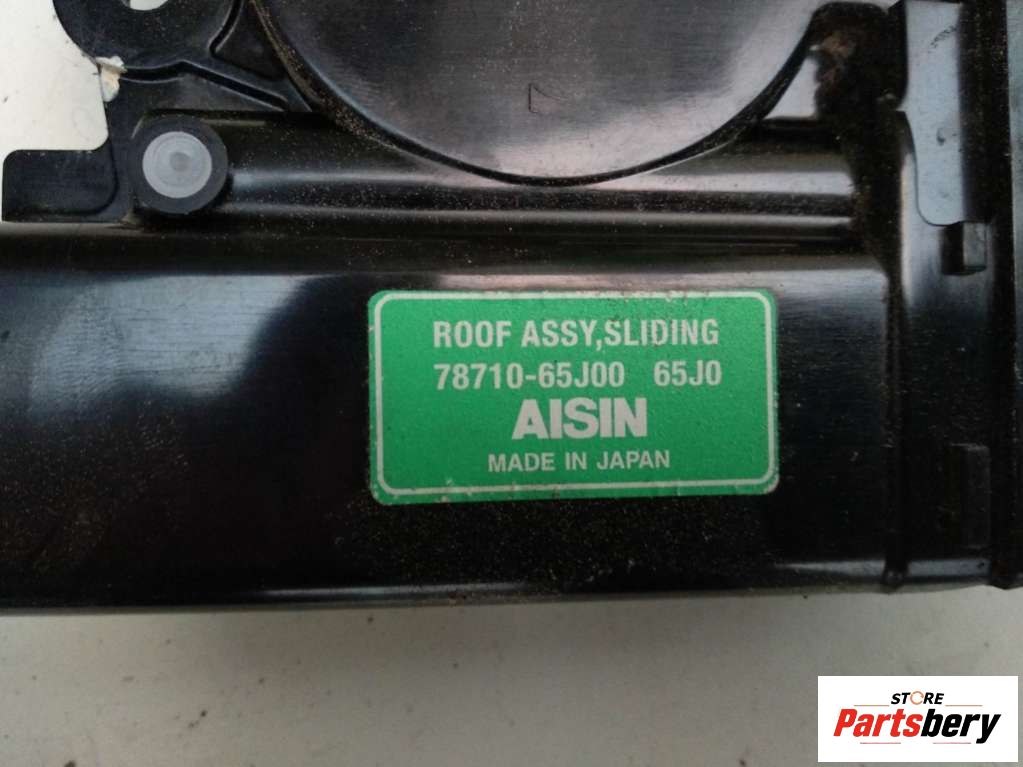 ROOF ASSY,SLIDING
78710-65J00 65J0
AISIN
MADE IN JAPAN
STORE
Partsbery